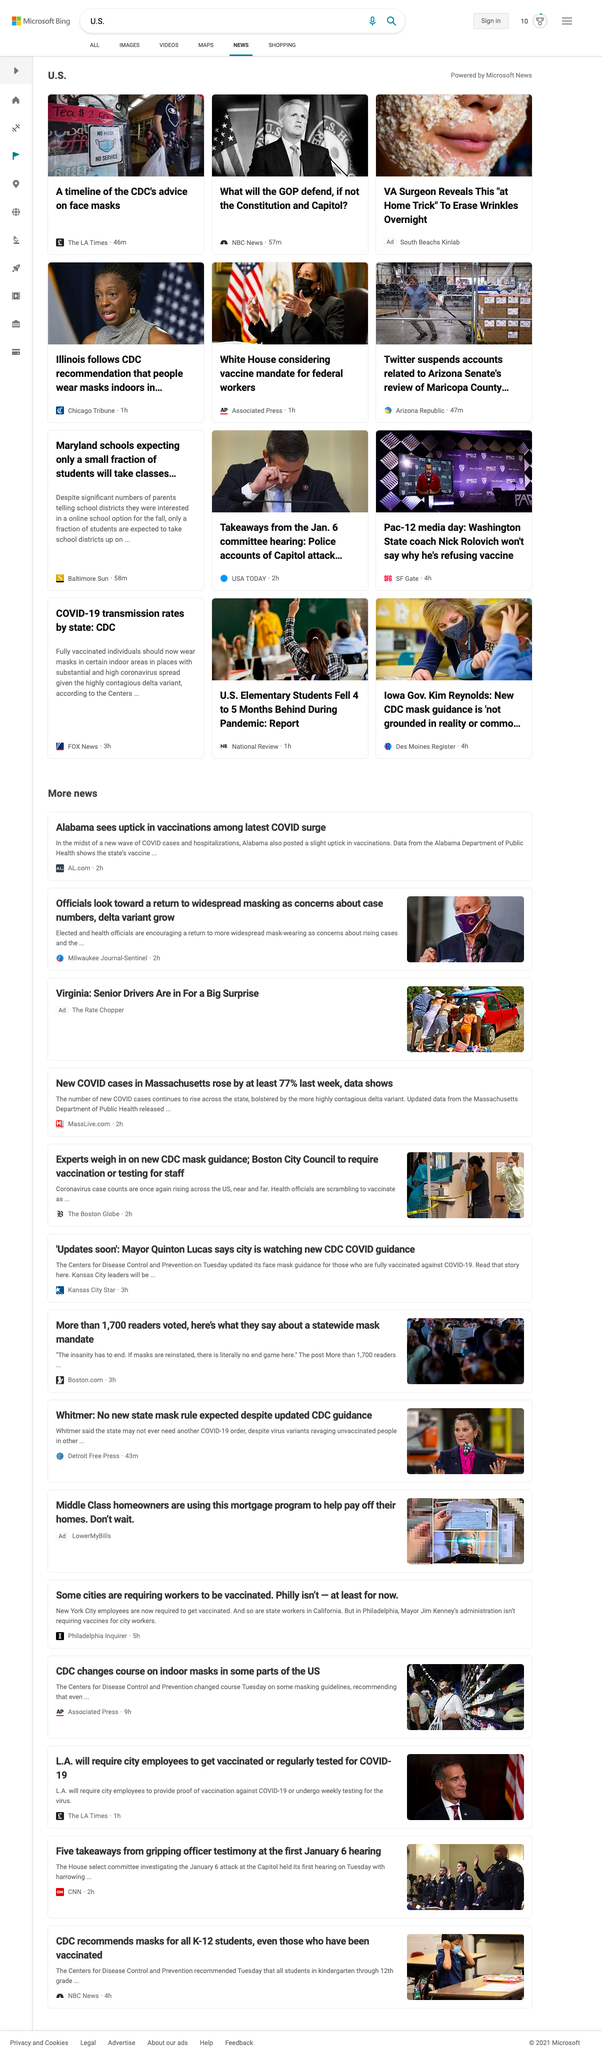 Microsoft Bing
U.S.
Sign in
10
ALL
IMAGES
VIDEOS
MAPS
NEWS
SHOPPING
U.S.
Powered by Microsoft News
NO MASK
NO SERVICE
A timeline of the CDC's advice
on face masks
The LA Times · 46m
What will the GOP defend, if not
the Constitution and Capitol?
NBC News · 57m
VA Surgeon Reveals This "at
Home Trick" To Erase Wrinkles
Overnight
Ad South Beachs Kinlab
Illinois follows CDC
recommendation that people
wear masks indoors in...
Chicago Tribune · 1h
White House considering
vaccine mandate for federal
workers
AP Associated Press · 1h
Twitter suspends accounts
related to Arizona Senate's
review of Maricopa County...
Arizona Republic · 47m
Maryland schools expecting
only a small fraction of
students will take classes...
Despite significant numbers of parents
telling school districts they were interested
in a online school option for the fall, only a
fraction of students are expected to take
school districts up on ...
Baltimore Sun · 58m
Takeaways from the Jan. 6
committee hearing: Police
accounts of Capitol attack...
USA TODAY · 2h
Pac-12 media day: Washington
State coach Nick Rolovich won't
say why he's refusing vaccine
SF Gate · 4h
COVID-19 transmission rates
by state: CDC
Fully vaccinated individuals should now wear
masks in certain indoor areas in places with
substantial and high coronavirus spread
given the highly contagious delta variant,
according to the Centers ...
FOX News · 3h
U.S. Elementary Students Fell 4
to 5 Months Behind During
Pandemic: Report
NR National Review · 1h
Iowa Gov. Kim Reynolds: New
CDC mask guidance is 'not
grounded in reality or commo...
Des Moines Register · 4h
More news
Alabama sees uptick in vaccinations among latest COVID surge
In the midst of a new wave of COVID cases and hospitalizations, Alabama also posted a slight uptick in vaccinations. Data from the Alabama Department of Public
Health shows the state's vaccine ...
AL.com · 2h
Officials look toward a return to widespread masking as concerns about case
numbers, delta variant grow
Elected and health officials are encouraging a return to more widespread mask-wearing as concerns about rising cases
and the ...
Milwaukee Journal-Sentinel · 2h
Virginia: Senior Drivers Are in For a Big Surprise
Ad The Rate Chopper
New COVID cases in Massachusetts rose by at least 77% last week, data shows
The number of new COVID cases continues to rise across the state, bolstered by the more highly contagious delta variant. Updated data from the Massachusetts
Department of Public Health released ...
MassLive.com · 2h
Experts weigh in on new CDC mask guidance; Boston City Council to require
vaccination or testing for staff
Coronavirus case counts are once again rising across the US, near and far. Health officials are scrambling to vaccinate
as ...
The Boston Globe · 2h
'Updates soon': Mayor Quinton Lucas says city is watching new CDC COVID guidance
The Centers for Disease Control and Prevention on Tuesday updated its face mask guidance for those who are fully vaccinated against COVID-19. Read that story
here. Kansas City leaders will be ...
Kansas City Star · 3h
More than 1,700 readers voted, here's what they say about a statewide mask
mandate
"The insanity has to end. If masks are reinstated, there is literally no end game here." The post More than 1,700 readers
...
Boston.com · 3h
Whitmer: No new state mask rule expected despite updated CDC guidance
Whitmer said the state may not ever need another COVID-19 order, despite virus variants ravaging unvaccinated people
in other ...
Detroit Free Press · 43m
Middle Class homeowners are using this mortgage program to help pay off their
homes. Don't wait.
Ad LowerMyBills
Some cities are requiring workers to be vaccinated. Philly isn't — at least for now.
New York City employees are now required to get vaccinated. And so are state workers in California. But in Philadelphia, Mayor Jim Kenney's administration isn't
requiring vaccines for city workers.
Philadelphia Inquirer · 5h
CDC changes course on indoor masks in some parts of the US
The Centers for Disease Control and Prevention changed course Tuesday on some masking guidelines, recommending
that even ...
AP Associated Press · 9h
L.A. will require city employees to get vaccinated or regularly tested for COVID-
19
L.A. will require city employees to provide proof of vaccination against COVID-19 or undergo weekly testing for the
virus.
The LA Times · 1h
Five takeaways from gripping officer testimony at the first January 6 hearing
The House select committee investigating the January 6 attack at the Capitol held its first hearing on Tuesday with
harrowing ...
CNN · 2h
CDC recommends masks for all K-12 students, even those who have been
vaccinated
The Centers for Disease Control and Prevention recommended Tuesday that all students in kindergarten through 12th
grade ...
NBC News · 4h
Privacy and Cookies
Legal
Advertise
About our ads
Help
Feedback
© 2021 Microsoft